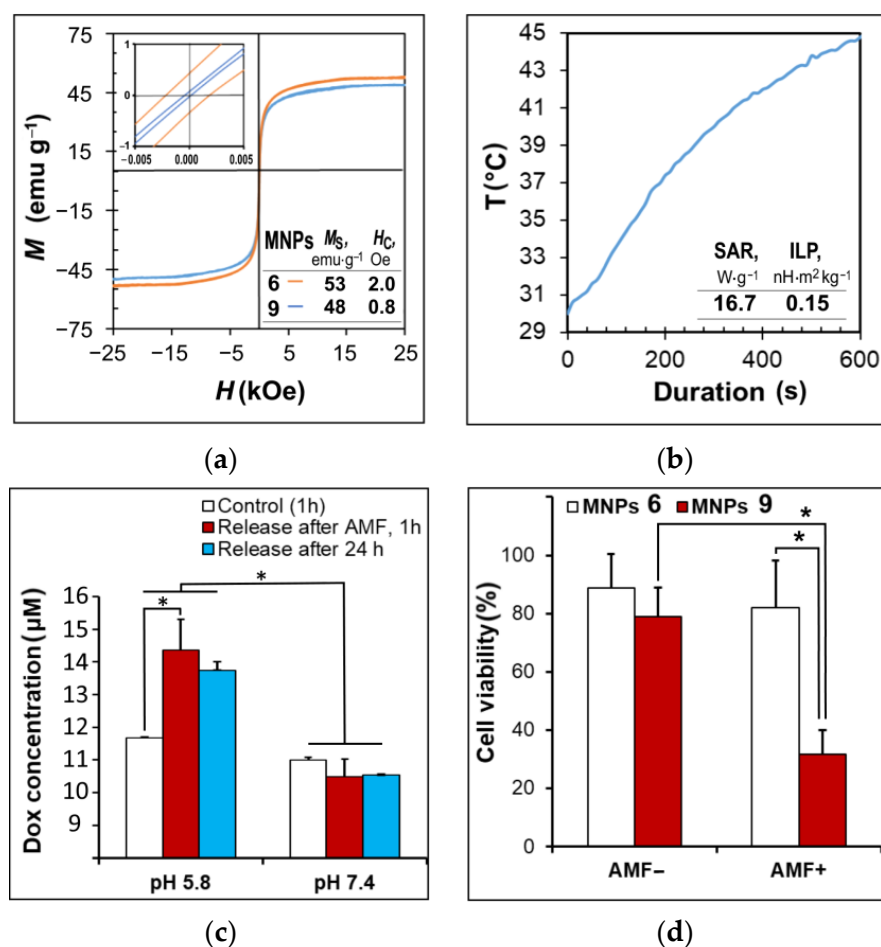 75
45
15
−15
−45
−75
M (emu g⁻¹)
1
0
-1
−0.005 0.000 0.005
MNPs M_S, H_C,
emu·g⁻¹ Oe
6 53 2.0
9 48 0.8
−25 −15 −5 5 15 25
H (kOe)
(a)
45
43
41
39
37
35
33
31
29
T(°C)
SAR, ILP,
W·g⁻¹ nH·m² kg⁻¹
16.7 0.15
0 200 400 600
Duration (s)
(b)
Control (1h)
Release after AMF, 1h
Release after 24 h
* *
16
15
14
13
12
11
10
9
Dox concentration (µM)
pH 5.8 pH 7.4
(c)
MNPs 6 MNPs 9
*
*
100
80
60
40
20
0
Cell viability (%)
AMF− AMF+
(d)